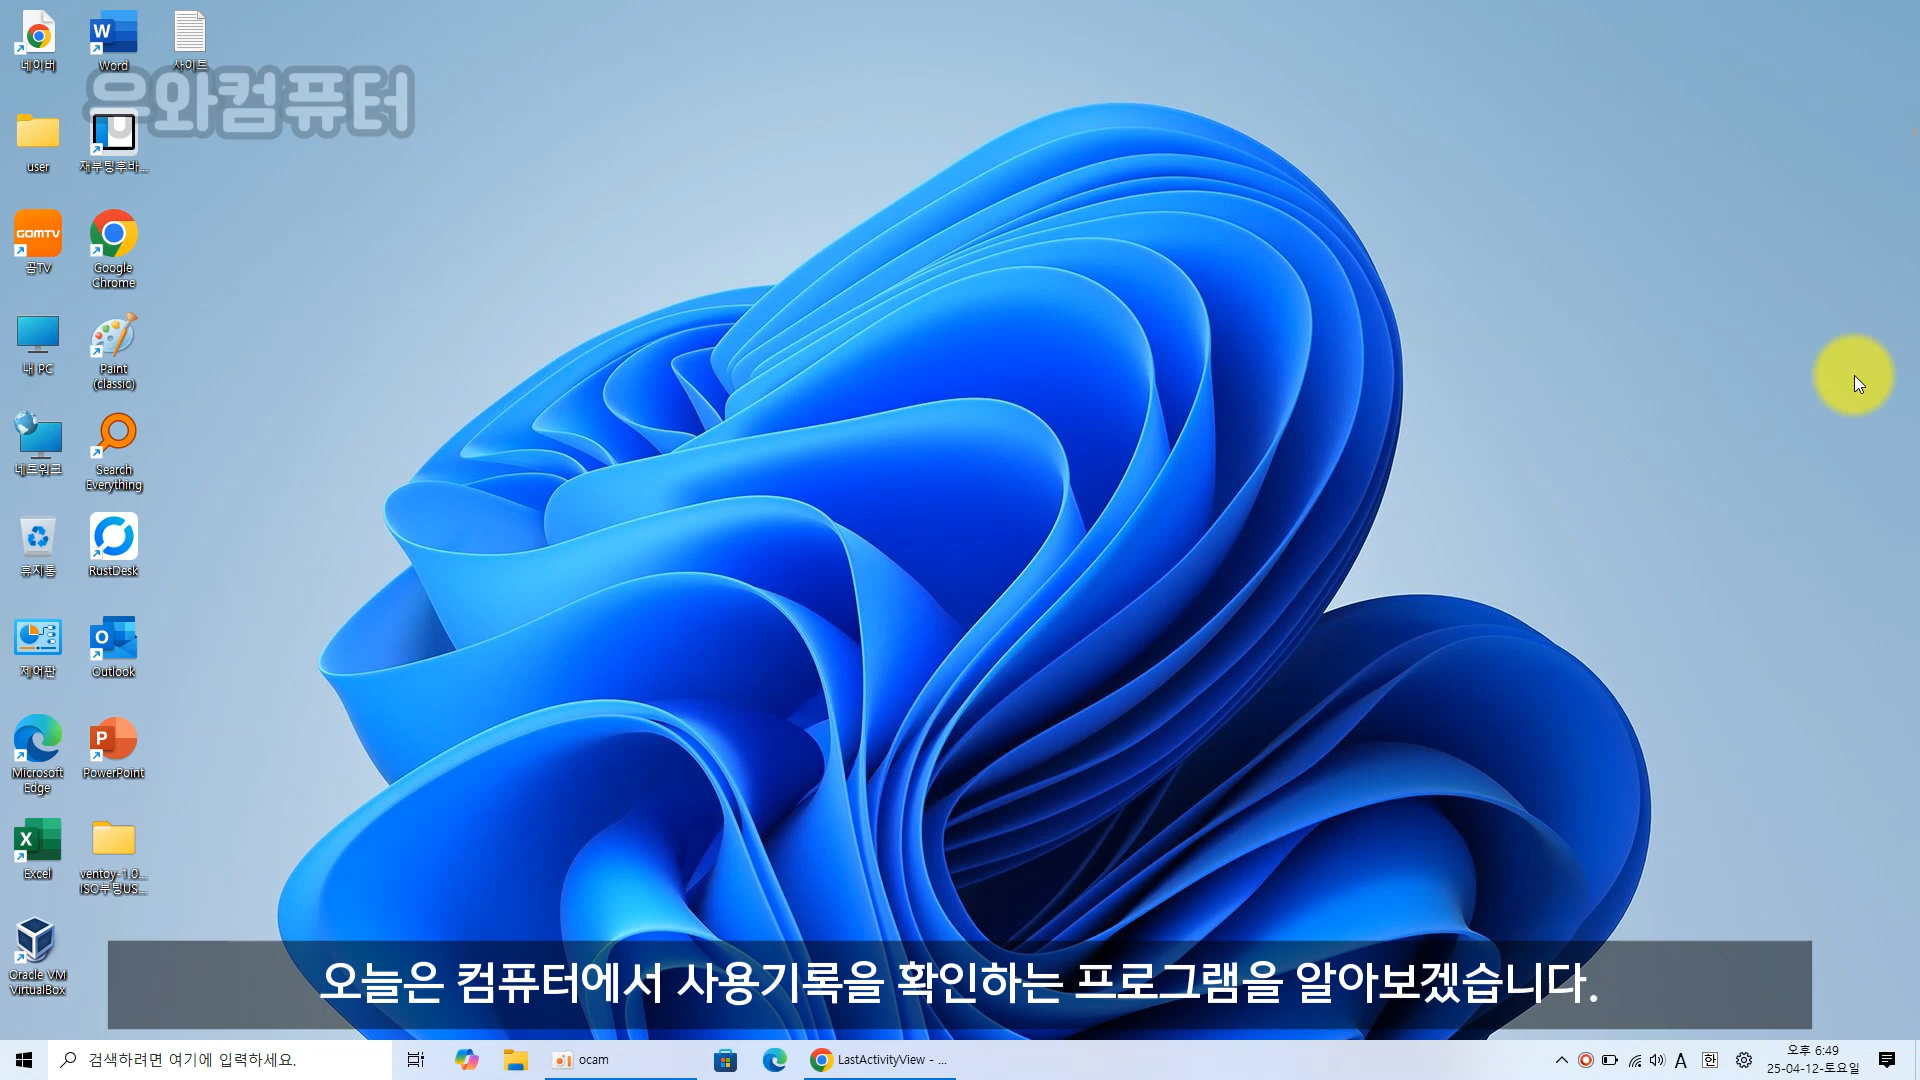 네이버
Word
사이트
우와컴퓨터
user
재부팅후바...
GOMTV
곰TV
Google
Chrome
내 PC
Paint
(classic)
네트워크
Search
Everything
휴지통
RustDesk
제어판
Outlook
Microsoft
Edge
PowerPoint
Excel
ventoy-1.0...
ISO부팅US...
Oracle VM
VirtualBox
오늘은 컴퓨터에서 사용기록을 확인하는 프로그램을 알아보겠습니다.
검색하려면 여기에 입력하세요.
ocam
LastActivityView - ...
A
한
오후 6:49
25-04-12-토요일